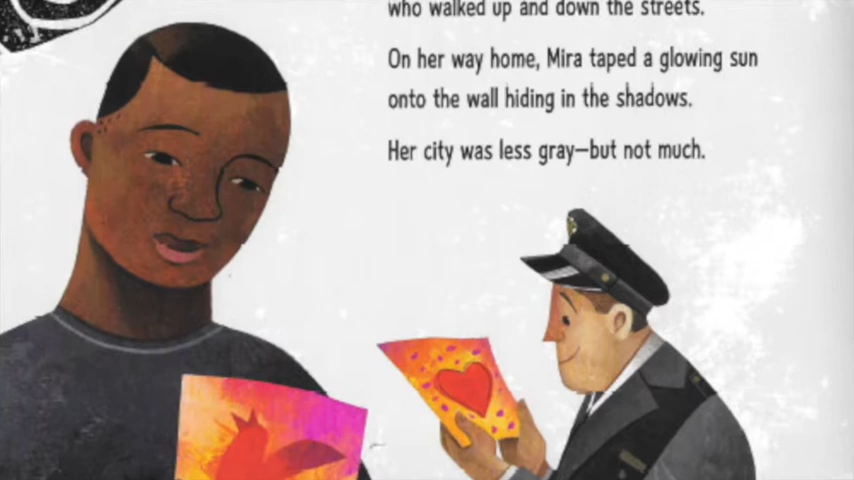 who walked up and down the streets.
On her way home, Mira taped a glowing sun
onto the wall hiding in the shadows.
Her city was less gray—but not much.